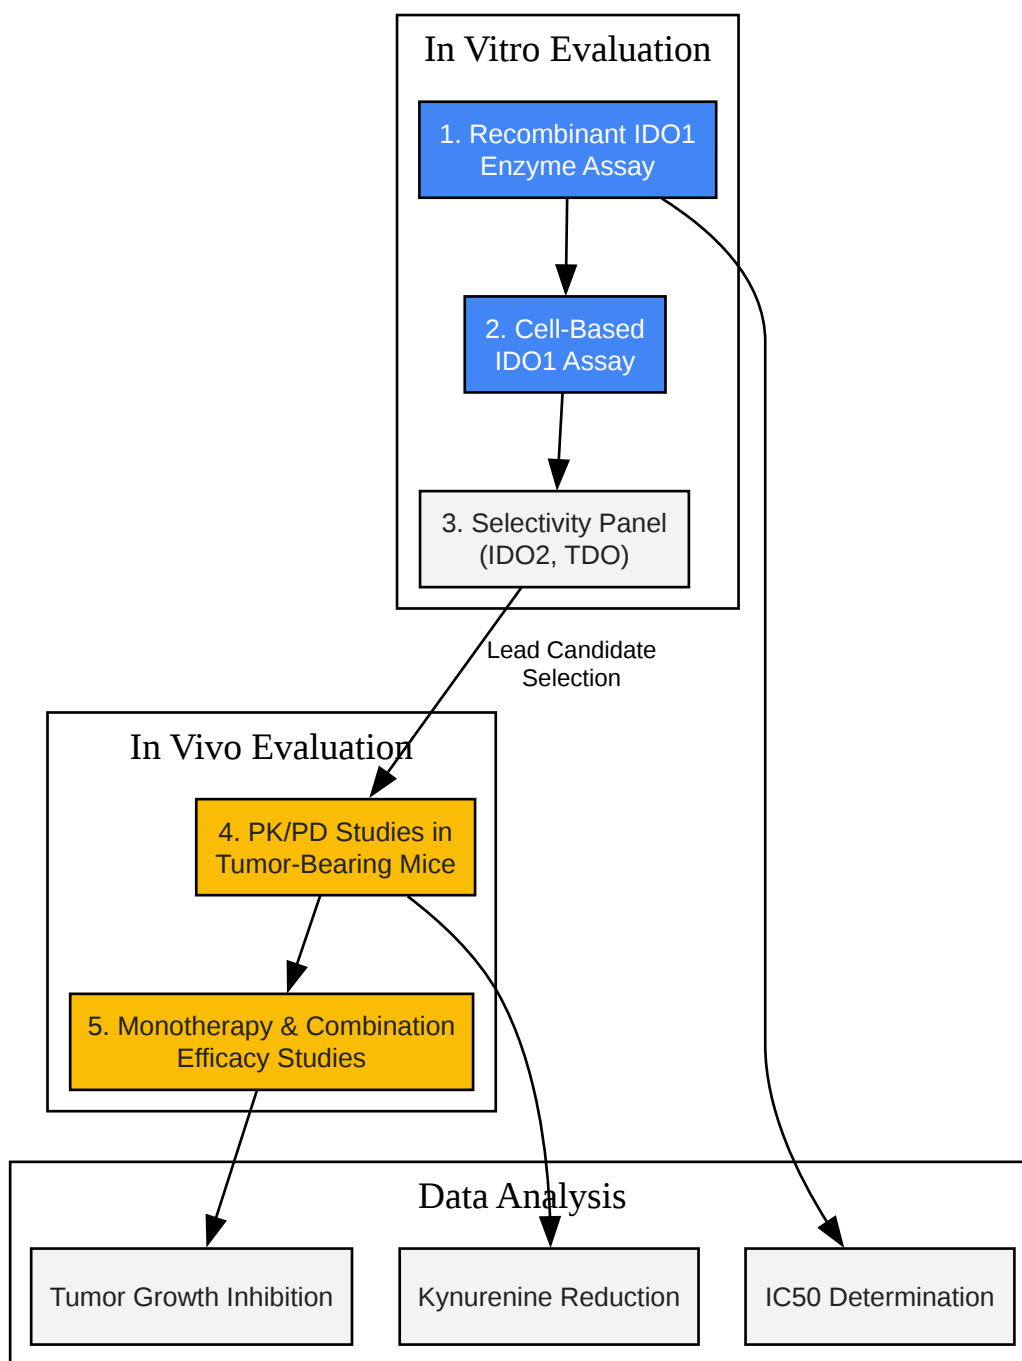 In Vitro Evaluation
1. Recombinant IDO1
Enzyme Assay
2. Cell-Based
IDO1 Assay
3. Selectivity Panel
(IDO2, TDO)
Lead Candidate
Selection
In Vivo Evaluation
4. PK/PD Studies in
Tumor-Bearing Mice
5. Monotherapy & Combination
Efficacy Studies
Data Analysis
Tumor Growth Inhibition
Kynurenine Reduction
IC50 Determination